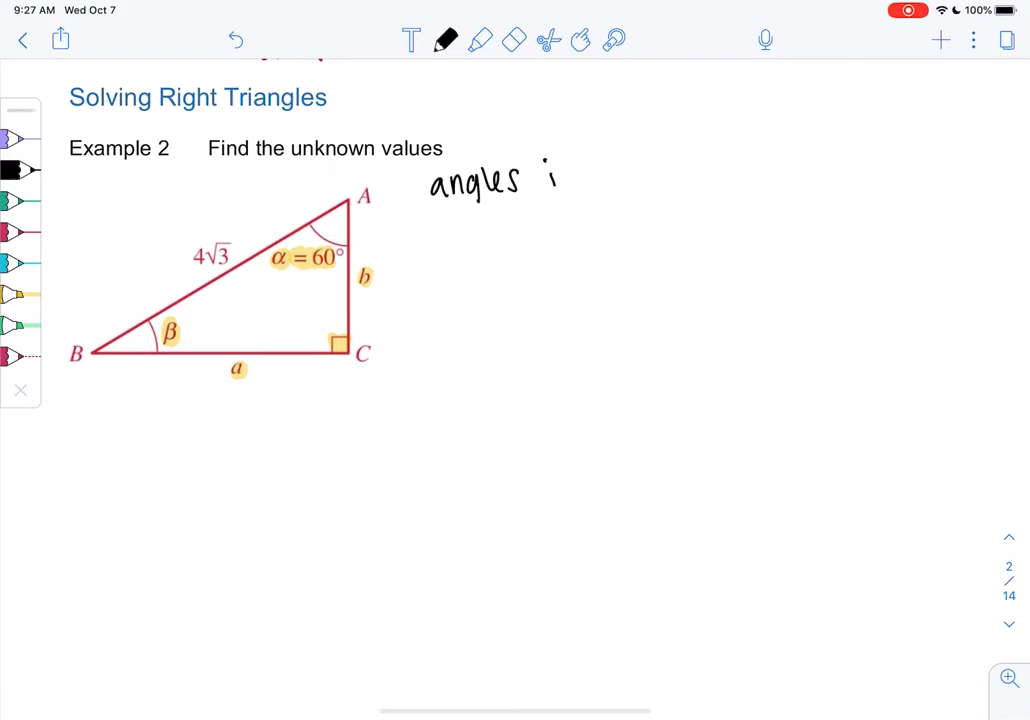 9:27 AM Wed Oct 7
100%
T
Solving Right Triangles
Example 2 Find the unknown values
angles i
A
4√3
α = 60°
b
β
B
C
a
2
/
14